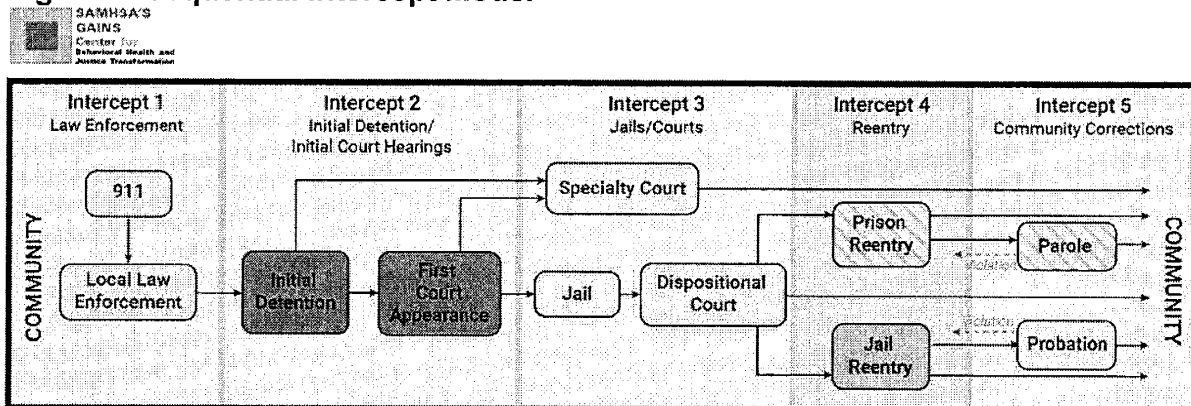 SAMHSA'S
GAINS
Center for
Behavioral Health and
Justice Transformation
Intercept 1
Law Enforcement
Intercept 2
Initial Detention/
Initial Court Hearings
Intercept 3
Jails/Courts
Intercept 4
Reentry
Intercept 5
Community Corrections
COMMUNITY
911
Local Law
Enforcement
Initial
Detention
First
Court
Appearance
Specialty Court
Jail
Dispositional
Court
Prison
Reentry
Violation
Parole
Jail
Reentry
Violation
Probation
COMMUNITY